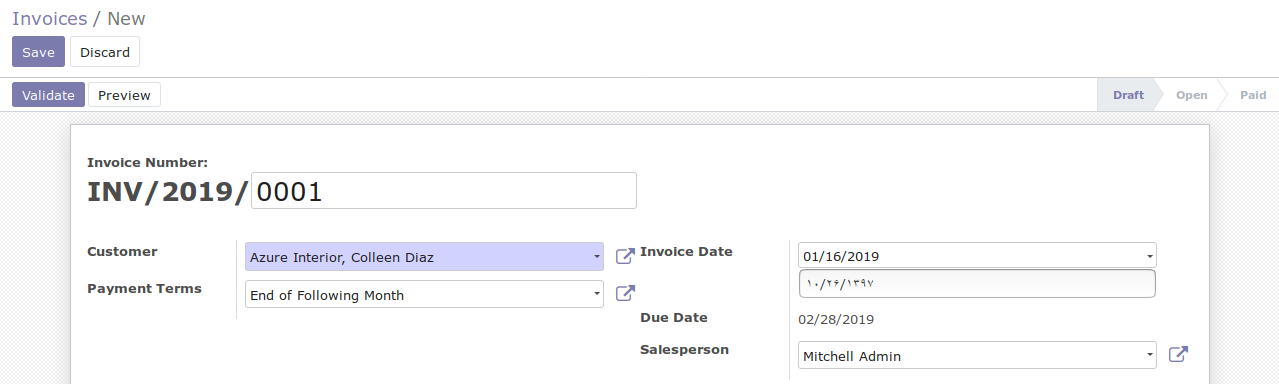 Invoices / New
Save Discard
Validate Preview Draft Open Paid
Invoice Number:
INV/2019/ 0001
Customer Azure Interior, Colleen Diaz Invoice Date 01/16/2019
۱۰/۲۶/۱۳۹۷
Payment Terms End of Following Month
Due Date 02/28/2019
Salesperson Mitchell Admin